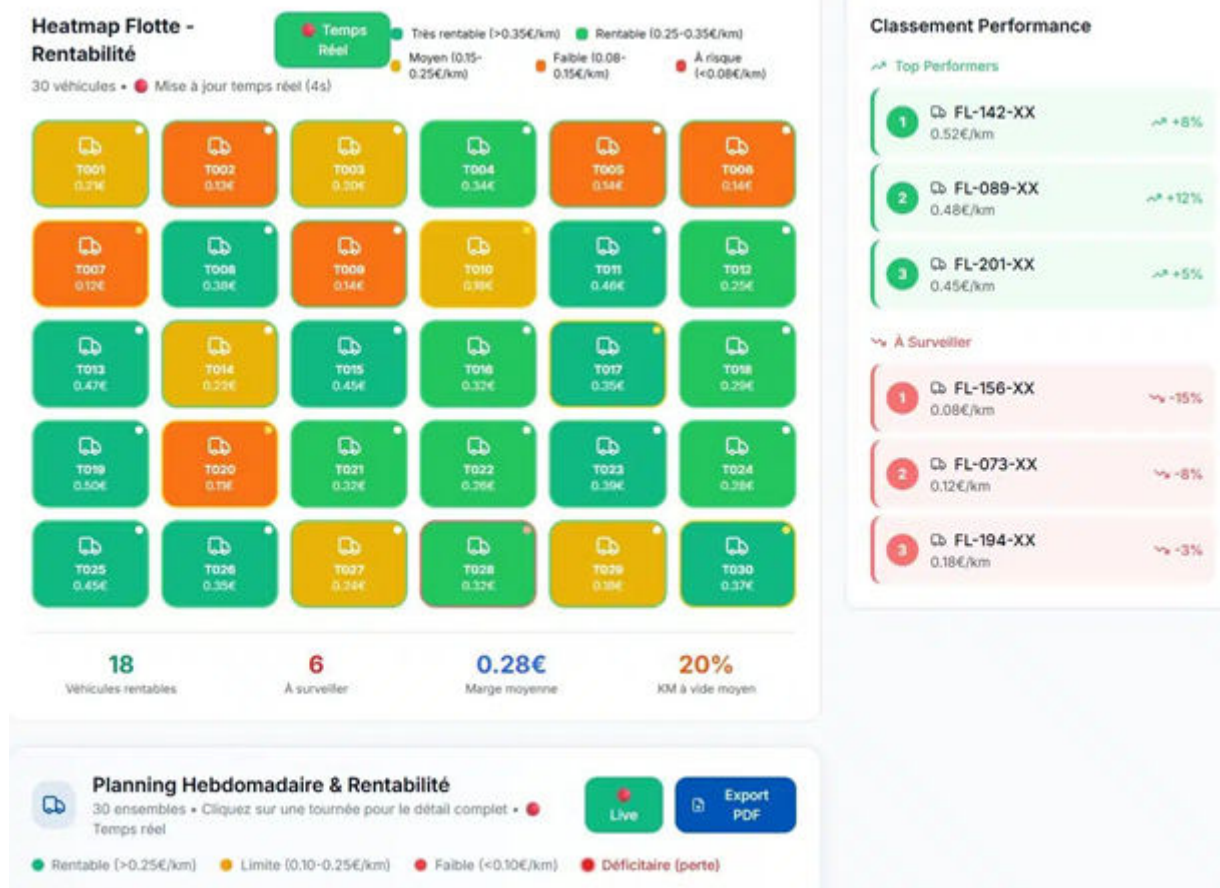 Heatmap Flotte -
Rentabilité
30 véhicules • Mise à jour temps réel (4s)
Temps
Réel
Très rentable (>0.35€/km)
Rentable (0.25-0.35€/km)
Moyen (0.15-
0.25€/km)
Faible (0.08-
0.15€/km)
À risque
(<0.08€/km)
T001
0.21€
T002
0.13€
T003
0.20€
T004
0.34€
T005
0.14€
T006
0.14€
T007
0.12€
T008
0.38€
T009
0.14€
T010
T011
0.46€
T012
0.25€
T013
0.47€
T014
0.22€
T015
0.45€
T016
0.32€
T017
0.35€
T018
0.29€
T019
0.50€
T020
0.11€
T021
0.32€
T022
0.26€
T023
0.39€
T024
0.28€
T025
0.45€
T026
0.35€
T027
0.24€
T028
0.32€
T029
T030
0.37€
18
Véhicules rentables
6
À surveiller
0.28€
Marge moyenne
20%
KM à vide moyen
Classement Performance
Top Performers
1
FL-142-XX
0.52€/km
+8%
2
FL-089-XX
0.48€/km
+12%
3
FL-201-XX
0.45€/km
+5%
À Surveiller
1
FL-156-XX
0.08€/km
-15%
2
FL-073-XX
0.12€/km
-8%
3
FL-194-XX
0.18€/km
-3%
Planning Hebdomadaire & Rentabilité
30 ensembles • Cliquez sur une tournée pour le détail complet •
Temps réel
Live
Export
PDF
Rentable (>0.25€/km)
Limite (0.10-0.25€/km)
Faible (<0.10€/km)
Déficitaire (perte)